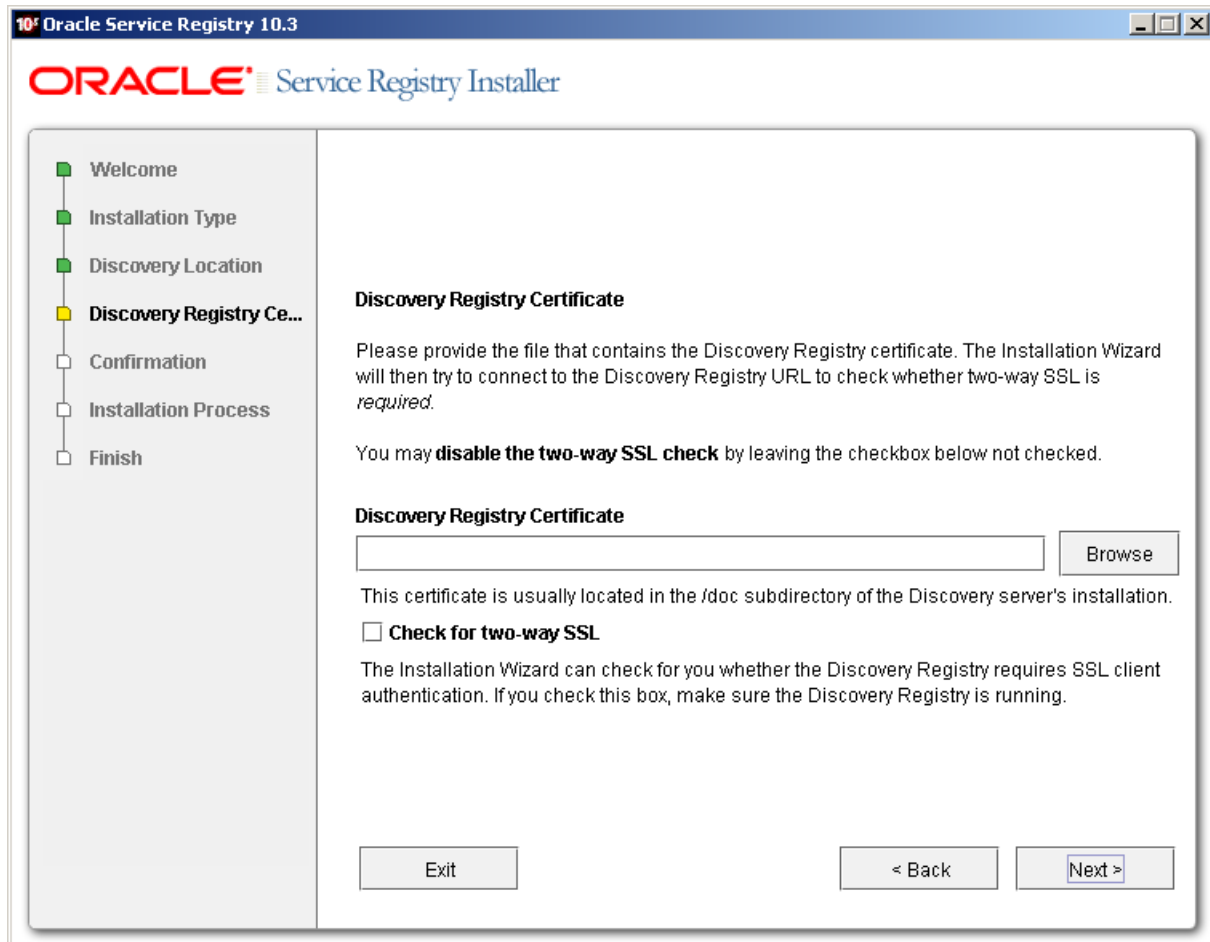 10³ Oracle Service Registry 10.3
ORACLE Service Registry Installer
Welcome
Installation Type
Discovery Location
Discovery Registry Ce...
Confirmation
Installation Process
Finish
Discovery Registry Certificate
Please provide the file that contains the Discovery Registry certificate. The Installation Wizard
will then try to connect to the Discovery Registry URL to check whether two-way SSL is
required.
You may disable the two-way SSL check by leaving the checkbox below not checked.
Discovery Registry Certificate
Browse
This certificate is usually located in the /doc subdirectory of the Discovery server's installation.
Check for two-way SSL
The Installation Wizard can check for you whether the Discovery Registry requires SSL client
authentication. If you check this box, make sure the Discovery Registry is running.
Exit
< Back
Next >